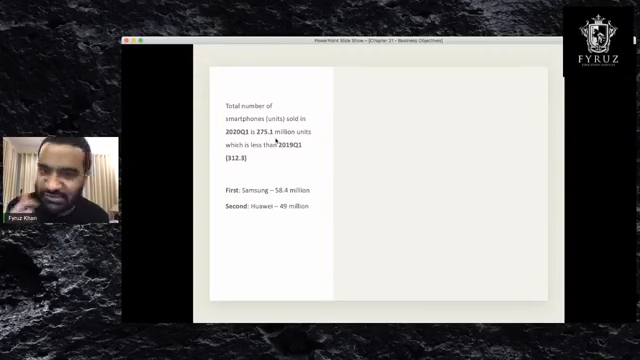 PowerPoint Slide Show - [Chapter 21 - Business Objectives]
FYRUZ
Total number of
smartphones (units) sold in
2020Q1 is 275.1 million units
which is less than 2019Q1
(312.3)
First: Samsung – 58.4 million
Second: Huawei – 49 million
Fyruz Khan